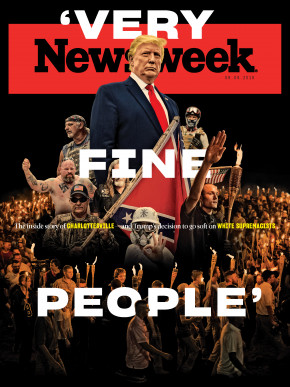 'VERY
Newsweek
FINE
The inside story of CHARLOTTESVILLE and Trump's decision to go soft on WHITE SUPREMACISTS
PEOPLE'